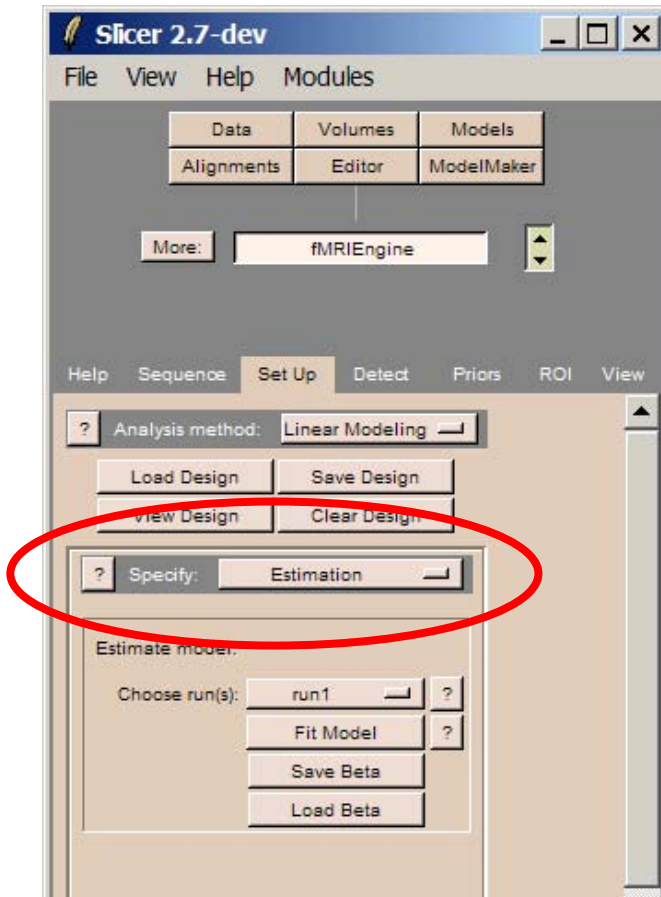 Slicer 2.7-dev
File View Help Modules
Data Volumes Models
Alignments Editor ModelMaker
More: fMRIEngine
Help Sequence Set Up Detect Priors ROI View
? Analysis method: Linear Modeling
Load Design Save Design
View Design Clear Design
? Specify: Estimation
Estimate model:
Choose run(s): run1 ?
Fit Model ?
Save Beta
Load Beta